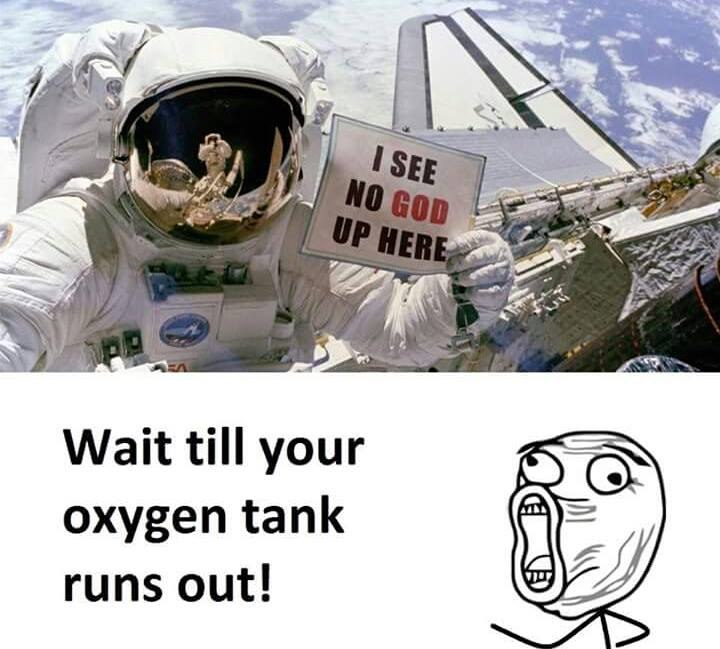 I SEE
NO GOD
UP HERE
Wait till your
oxygen tank
runs out!